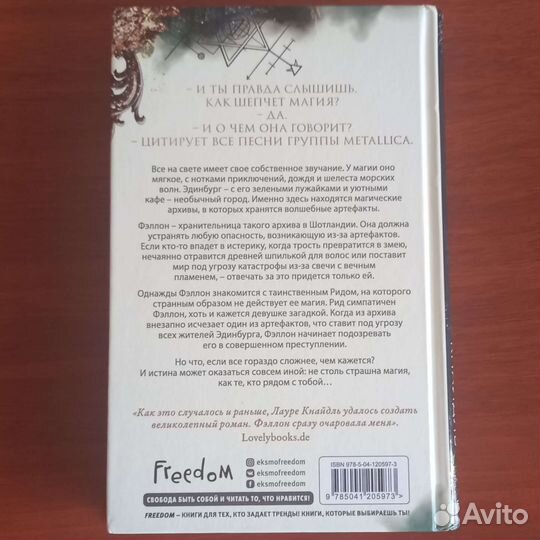 – И ТЫ ПРАВДА СЛЫШИШЬ,
КАК ШЕПЧЕТ МАГИЯ?
– ДА.
– И О ЧЕМ ОНА ГОВОРИТ?
– ЦИТИРУЕТ ВСЕ ПЕСНИ ГРУППЫ METALLICA.
Все на свете имеет свое собственное звучание. У магии оно
мягкое, с нотками приключений, дождя и шелеста морских
волн. Эдинбург – с его зелеными лужайками и уютными
кафе – необычный город. Именно здесь находятся магические
архивы, в которых хранятся волшебные артефакты.
Фэллон – хранительница такого архива в Шотландии. Она должна
устранять любую опасность, возникающую из-за артефактов.
Если кто-то впадет в истерику, когда трость превратится в змею,
нечаянно отравится древней шпилькой для волос или поставит
мир под угрозу катастрофы из-за свечи с вечным
пламенем, – отвечать за это придется только ей.
Однажды Фэллон знакомится с таинственным Ридом, на которого
странным образом не действует ее магия. Рид симпатичен
Фэллон, хоть и кажется девушке загадкой. Когда из архива
внезапно исчезает один из артефактов, что ставит под угрозу
всех жителей Эдинбурга, Фэллон начинает подозревать
его в совершенном преступлении.
Но что, если все гораздо сложнее, чем кажется?
И истина может оказаться совсем иной: не столь страшна магия,
как те, кто рядом с тобой...
«Как это случалось и раньше, Лауре Кнайдль удалось создать
великолепный роман. Фэллон сразу очаровала меня».
Lovelybooks.de
Freedom
eksmofreedom
eksmofreedom
eksmofreedom
ISBN 978-5-04-120597-3
9 785041 205973 >
СВОБОДА БЫТЬ СОБОЙ И ЧИТАТЬ ТО, ЧТО НРАВИТСЯ!
FREEDOM – КНИГИ ДЛЯ ТЕХ, КТО ЗАДАЕТ ТРЕНДЫ! КНИГИ, КОТОРЫЕ ВЫБИРАЕШЬ ТЫ!
Avito